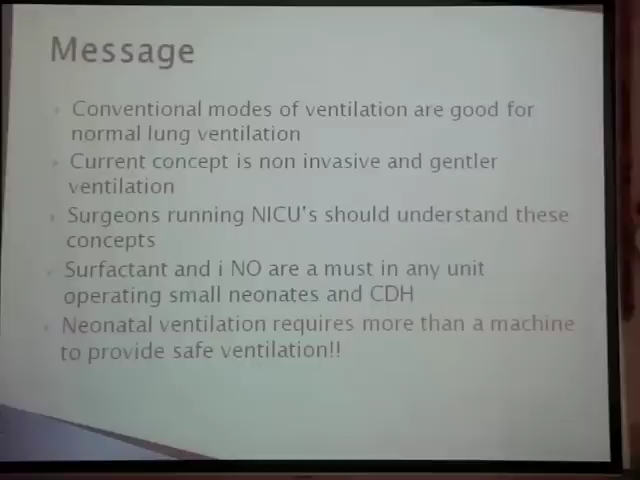 Message
Conventional modes of ventilation are good for
normal lung ventilation
Current concept is non invasive and gentler
ventilation
Surgeons running NICU's should understand these
concepts
Surfactant and i NO are a must in any unit
operating small neonates and CDH
Neonatal ventilation requires more than a machine
to provide safe ventilation!!